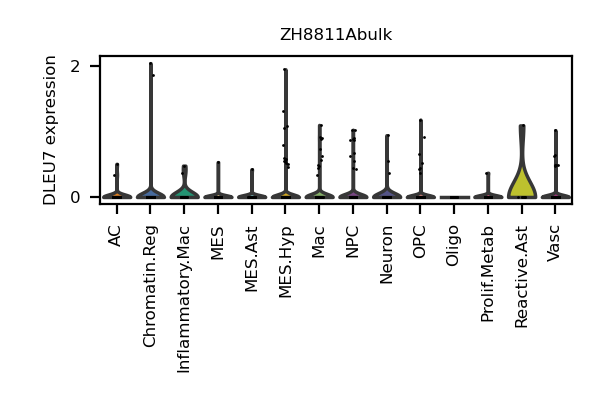 ZH8811Abulk
DLEU7 expression
2
0
AC
Chromatin.Reg
Inflammatory.Mac
MES
MES.Ast
MES.Hyp
Mac
NPC
Neuron
OPC
Oligo
Prolif.Metab
Reactive.Ast
Vasc